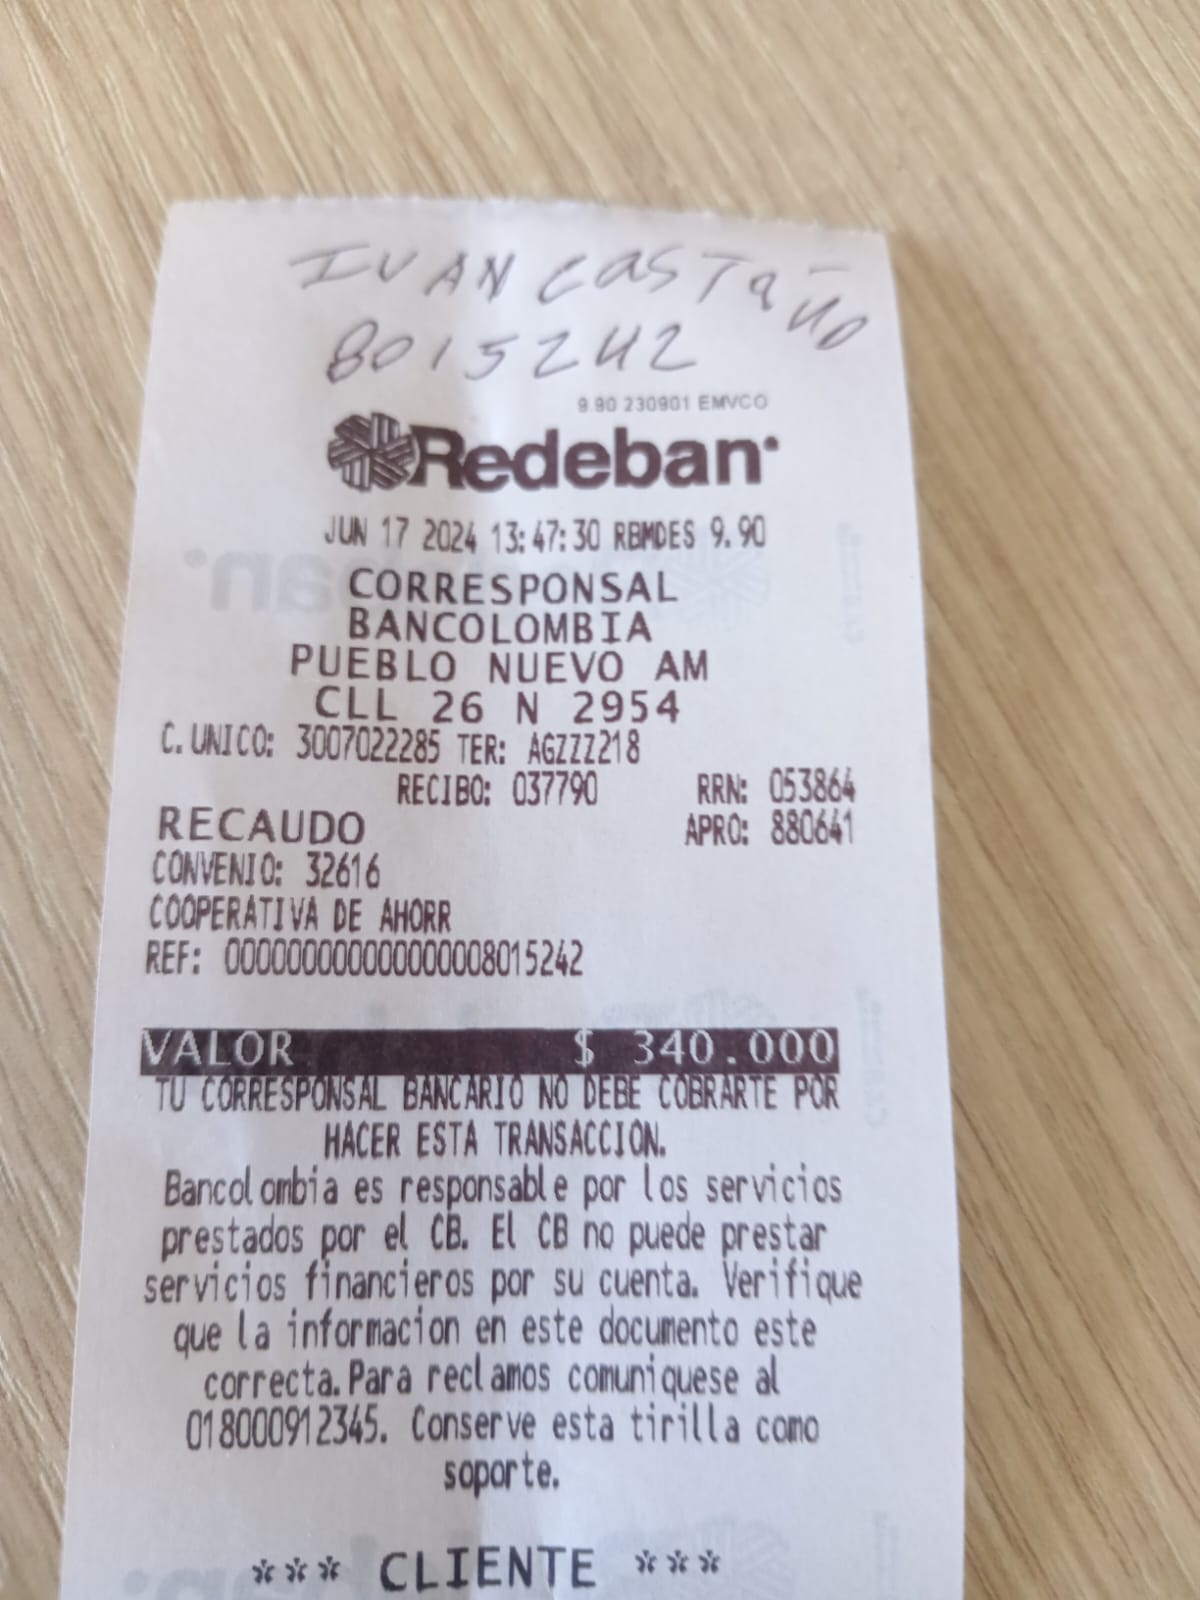 IVAN CASTAÑO
8015242
9.90 230901 EMVCO
Redeban
JUN 17 2024 13:47:30 RBMDES 9.90
CORRESPONSAL
BANCOLOMBIA
PUEBLO NUEVO AM
CLL 26 N 2954
C. UNICO: 3007022285 TER: AGZZZ218
RECIBO: 037790 RRN: 053864
RECAUDO APRO: 880641
CONVENIO: 32616
COOPERATIVA DE AHORR
REF: 000000000000000008015242
VALOR $ 340.000
TU CORRESPONSAL BANCARIO NO DEBE COBRARTE POR
HACER ESTA TRANSACCION.
Bancolombia es responsable por los servicios
prestados por el CB. El CB no puede prestar
servicios financieros por su cuenta. Verifique
que la informacion en este documento este
correcta.Para reclamos comuniquese al
018000912345. Conserve esta tirilla como
soporte.
*** CLIENTE ***